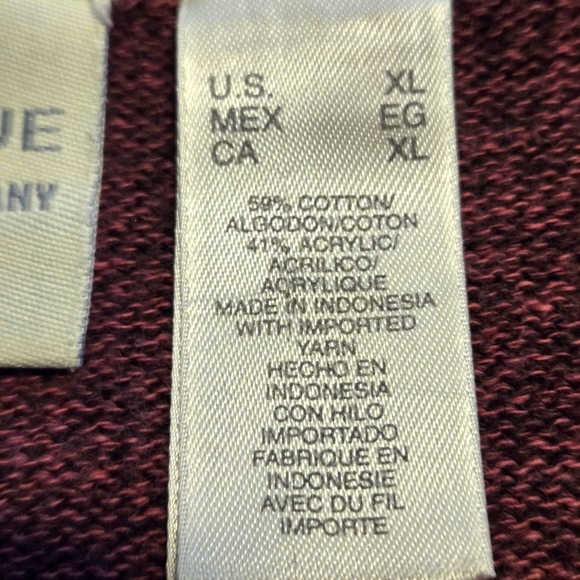 UE
ANY
U.S. XL
MEX EG
CA XL
59% COTTON/
ALGODON/COTON
41% ACRYLIC/
ACRILICO/
ACRYLIQUE
MADE IN INDONESIA
WITH IMPORTED
YARN
HECHO EN
INDONESIA
CON HILO
IMPORTADO
FABRIQUE EN
INDONESIE
AVEC DU FIL
IMPORTE